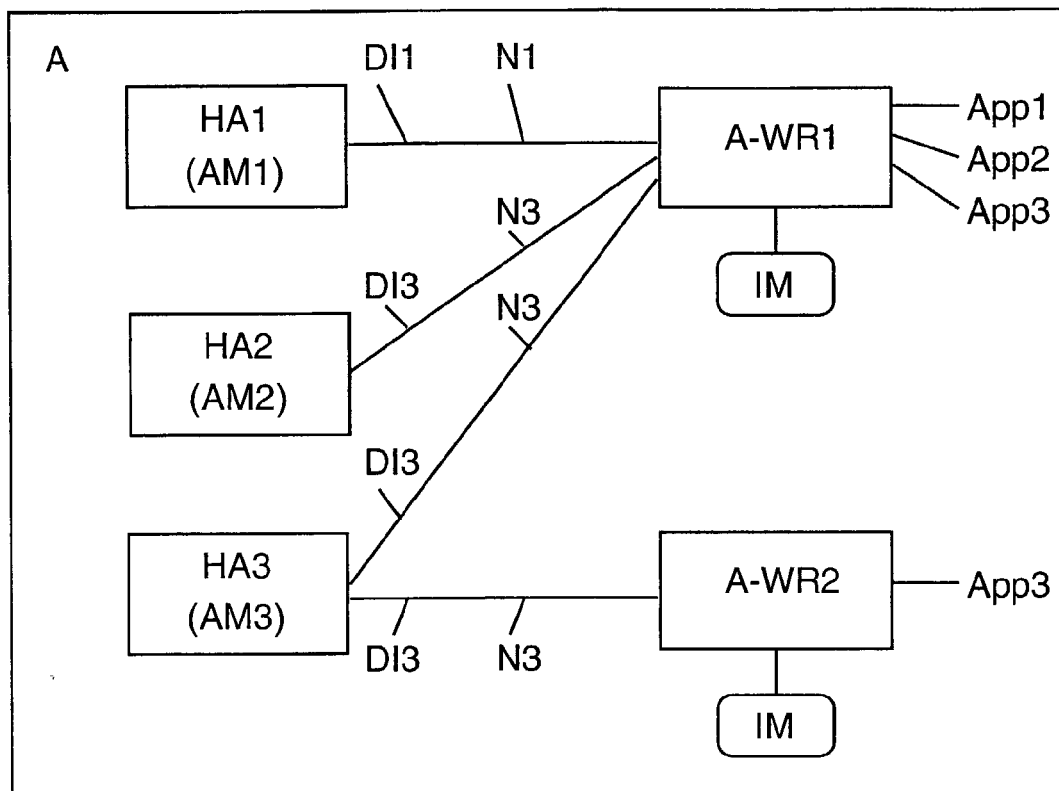 A
DI1
N1
HA1
(AM1)
A-WR1
App1
App2
App3
N3
DI3
N3
IM
HA2
(AM2)
DI3
HA3
(AM3)
A-WR2
App3
DI3
N3
IM